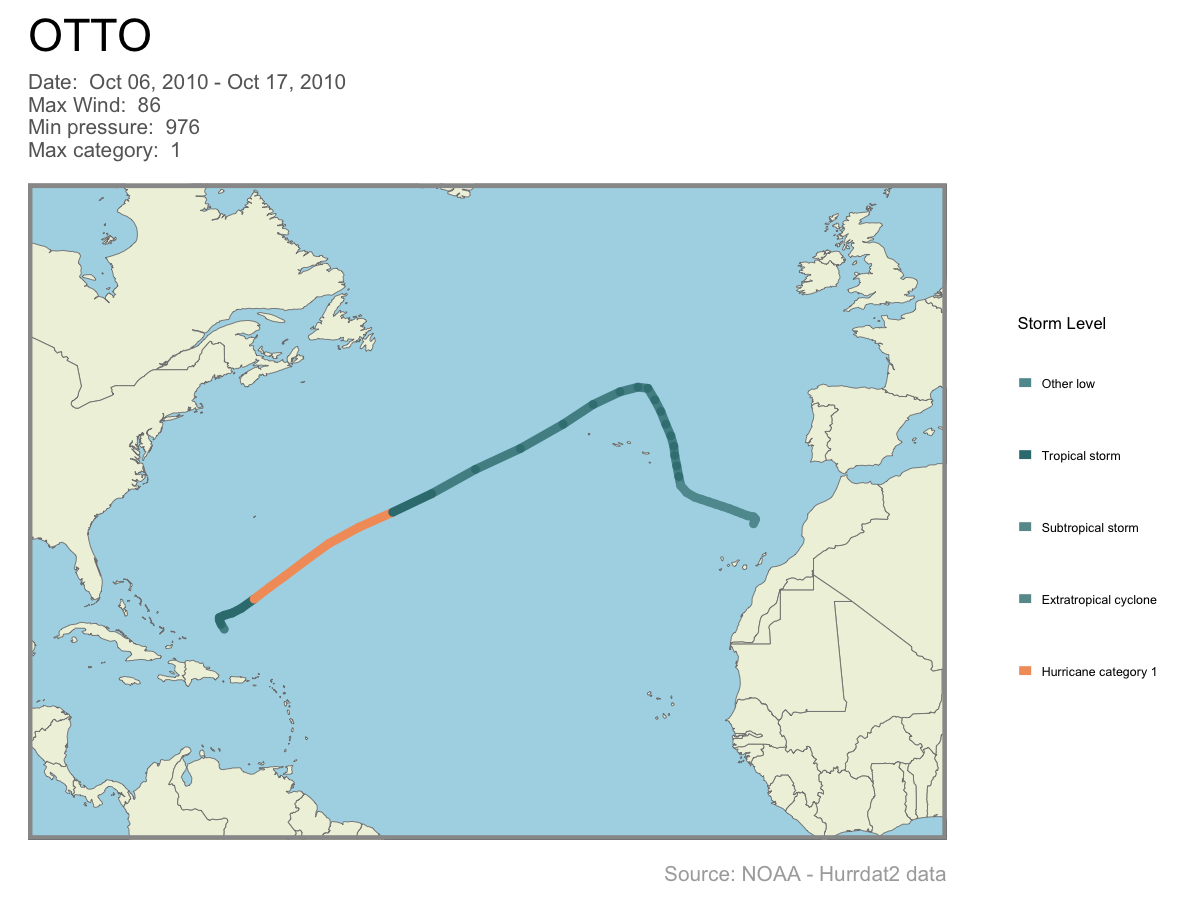 OTTO
Date:  Oct 06, 2010 - Oct 17, 2010
Max Wind:  86
Min pressure:  976
Max category:  1
Storm Level
Other low
Tropical storm
Subtropical storm
Extratropical cyclone
Hurricane category 1
Source: NOAA - Hurrdat2 data